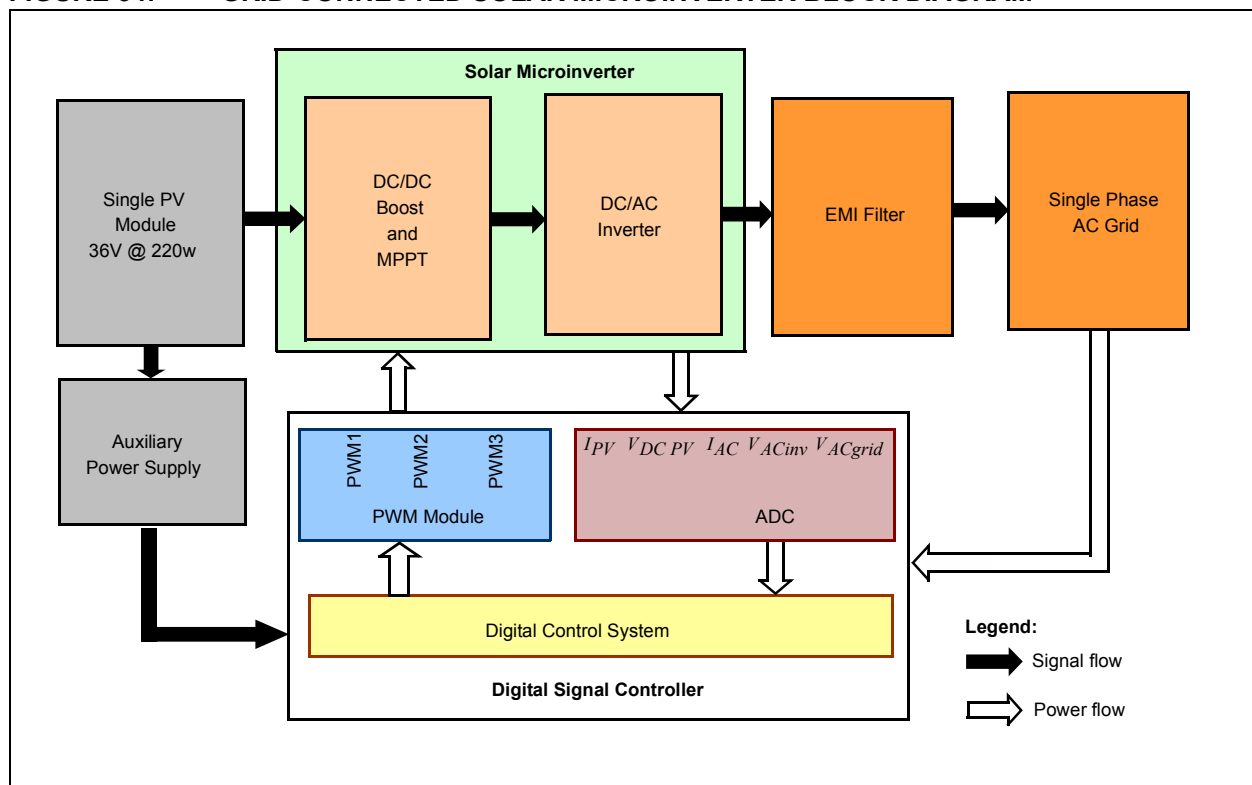 Solar Microinverter
Single PV
Module
36V @ 220w
DC/DC
Boost
and
MPPT
DC/AC
Inverter
EMI Filter
Single Phase
AC Grid
Auxiliary
Power Supply
PWM1
PWM2
PWM3
PWM Module
IPV VDC PV IAC VACinv VACgrid
ADC
Digital Control System
Digital Signal Controller
Legend:
Signal flow
Power flow